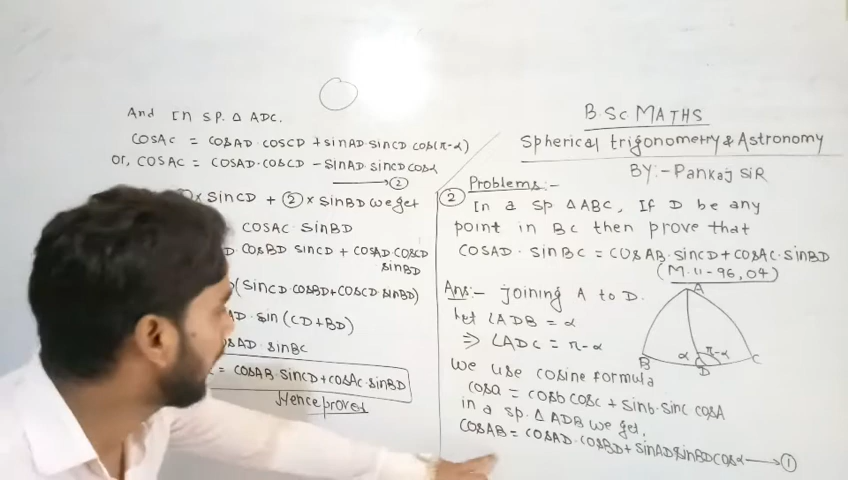 B.Sc MATHS
Spherical trigonometry & Astronomy
BY:- Pankaj SiR
② Problems:-
In a sp ΔABC, If D be any
point in BC then prove that
COSAD · sinBC = COSAB · sinCD + COSAC · sinBD
(M.U-96,04)
Ans:- joining A to D.
Let ∠ADB = α
⇒ ∠ADC = π-α
We use cosine formula
cosa = cosb cosc + sinb · sinc cosA
in a sp. Δ ADB we get,
COSAB = COSAD · COSBD + sinAD sinBD cosα ①
A
B
α
π-α
D
C
And In SP. Δ ADC.
COSAC = COSAD · COSCD + sinAD · sinCD cos(π-α)
or, COSAC = COSAD · COSCD - SINAD · sinCD cosα
②
× sinCD + ② × sinBD we get
COSAC sinBD
D COSBD sinCD + COSAD COSCD
sinBD
(sinCD COSBD + COSCD sinBD)
AD · sin (CD + BD)
AD · sinBC
= COSAB · sinCD + COSAC · sinBD
Hence proved